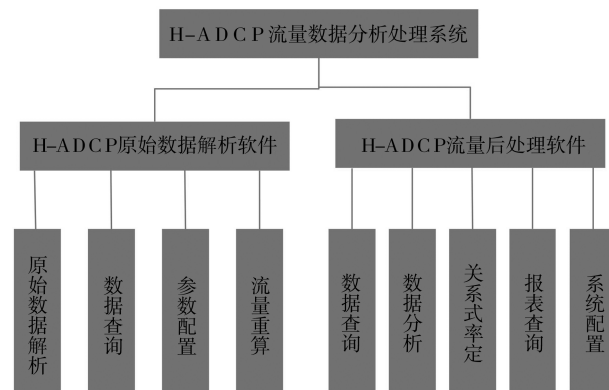 H-ADCP流量数据分析处理系统
H-ADCP原始数据解析软件
H-ADCP流量后处理软件
原始数据解析
数据查询
参数配置
流量重算
数据查询
数据分析
关系式率定
报表查询
系统配置